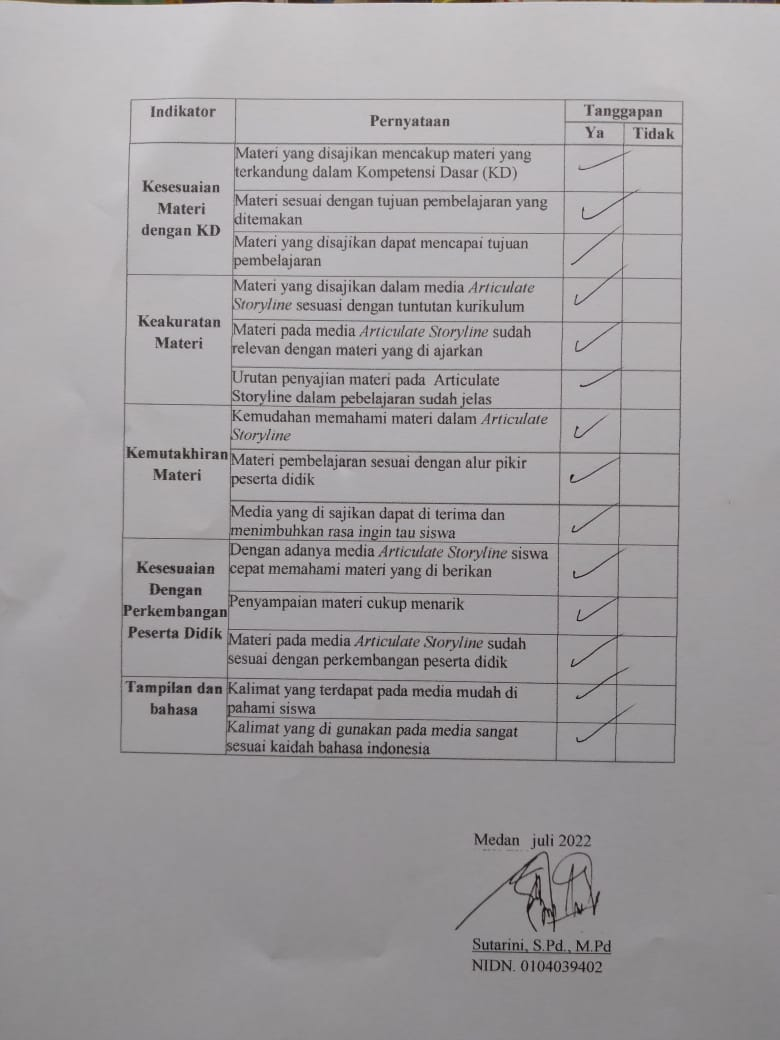 Indikator
Pernyataan
Tanggapan
Ya
Tidak
Kesesuaian
Materi
dengan KD
Materi yang disajikan mencakup materi yang
terkandung dalam Kompetensi Dasar (KD)
Materi sesuai dengan tujuan pembelajaran yang
ditemakan
Materi yang disajikan dapat mencapai tujuan
pembelajaran
Keakuratan
Materi
Materi yang disajikan dalam media Articulate
Storyline sesuasi dengan tuntutan kurikulum
Materi pada media Articulate Storyline sudah
relevan dengan materi yang di ajarkan
Urutan penyajian materi pada Articulate
Storyline dalam pebelajaran sudah jelas
Kemutakhiran
Materi
Kemudahan memahami materi dalam Articulate
Storyline
Materi pembelajaran sesuai dengan alur pikir
peserta didik
Media yang di sajikan dapat di terima dan
menimbuhkan rasa ingin tau siswa
Kesesuaian
Dengan
Perkembangan
Peserta Didik
Dengan adanya media Articulate Storyline siswa
cepat memahami materi yang di berikan
Penyampaian materi cukup menarik
Materi pada media Articulate Storyline sudah
sesuai dengan perkembangan peserta didik
Tampilan dan
bahasa
Kalimat yang terdapat pada media mudah di
pahami siswa
Kalimat yang di gunakan pada media sangat
sesuai kaidah bahasa indonesia
Medan juli 2022
Sutarini, S.Pd., M.Pd
NIDN. 0104039402